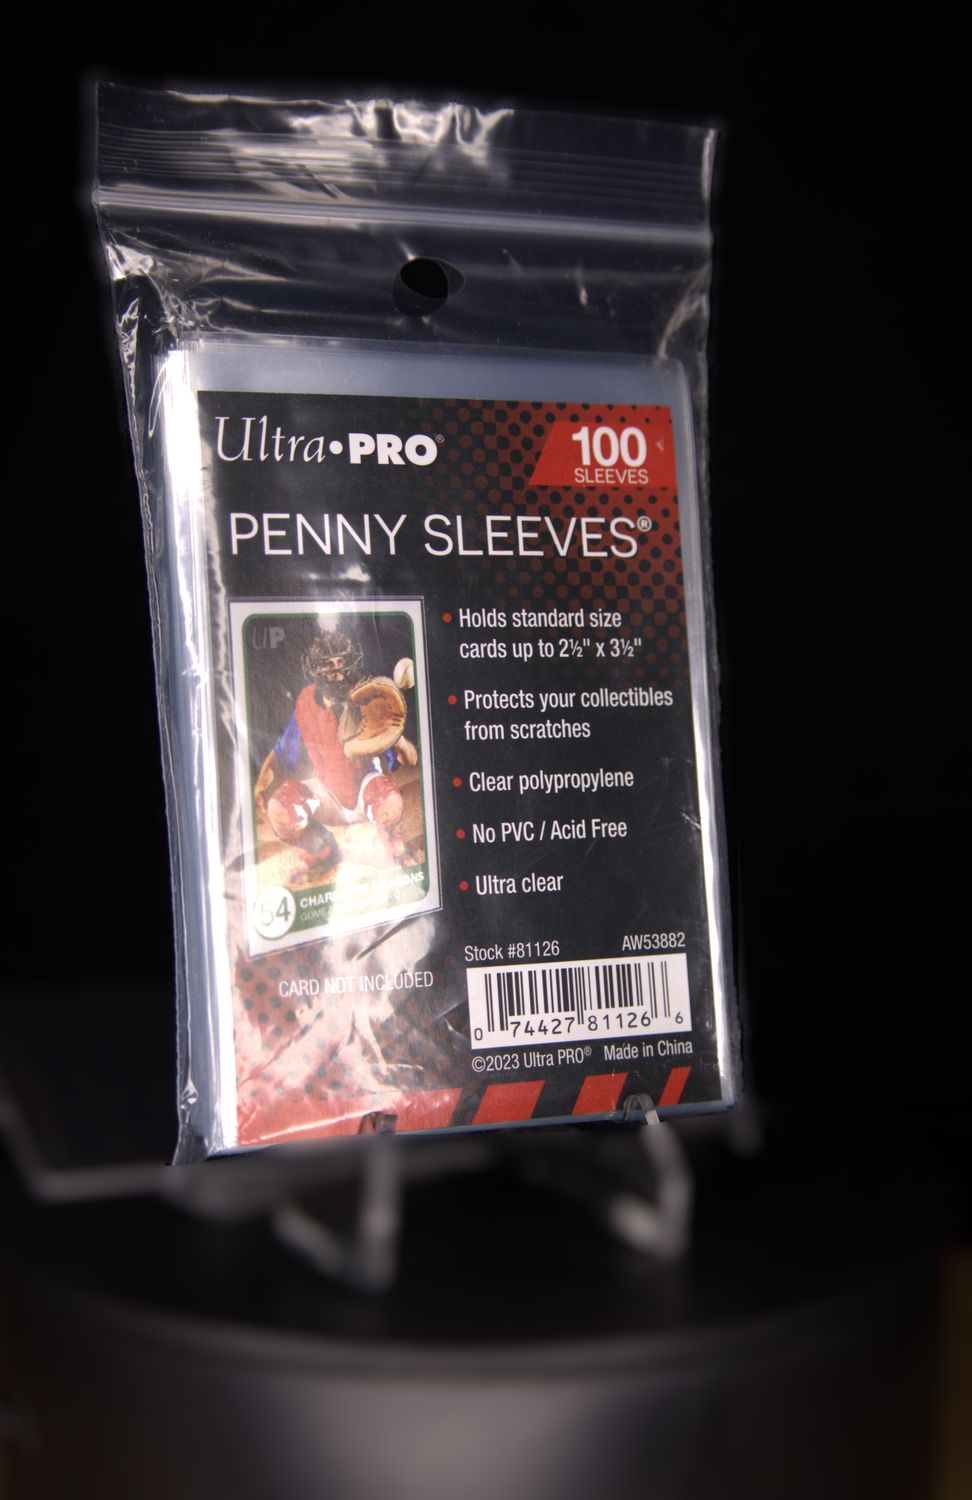 Ultra•PRO®
100
SLEEVES
PENNY SLEEVES®
• Holds standard size
cards up to 2½" x 3½"
• Protects your collectibles
from scratches
• Clear polypropylene
• No PVC / Acid Free
• Ultra clear
UP
54
CARD NOT INCLUDED
Stock #81126
AW53882
0 74427 81126 6
©2023 Ultra PRO® Made in China